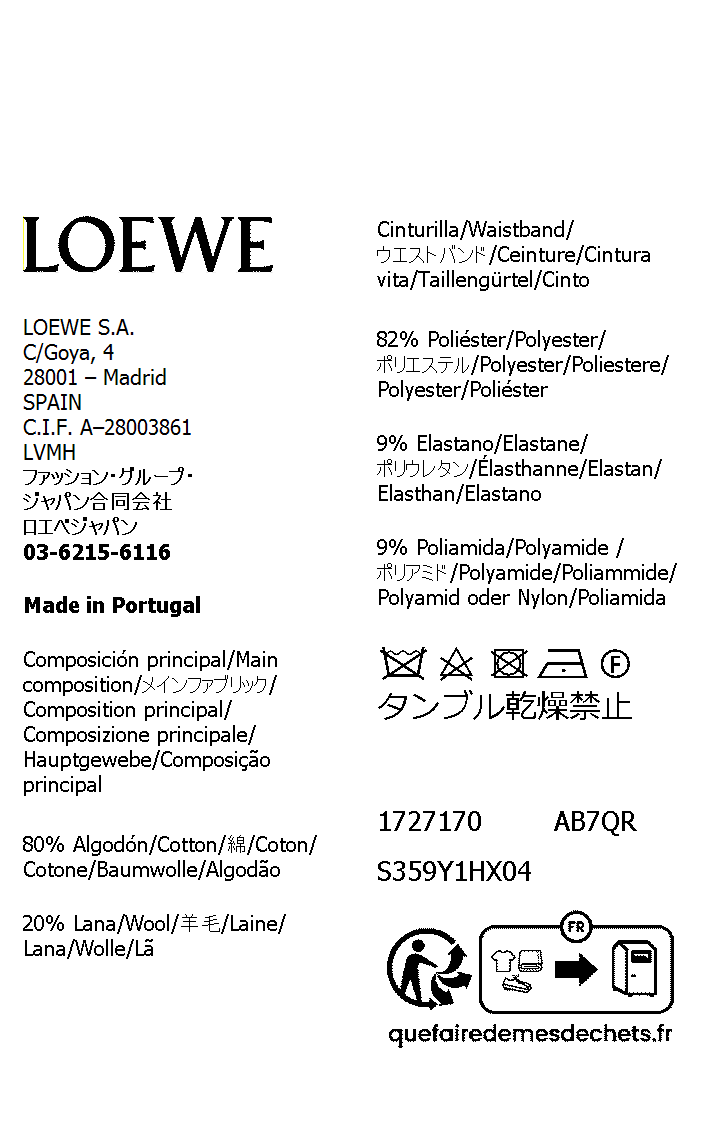 LOEWE
LOEWE S.A.
C/Goya, 4
28001 – Madrid
SPAIN
C.I.F. A–28003861
LVMH
ファッション・グループ・
ジャパン合同会社
ロエベジャパン
03-6215-6116
Made in Portugal
Composición principal/Main
composition/メインファブリック/
Composition principal/
Composizione principale/
Hauptgewebe/Composição
principal
80% Algodón/Cotton/綿/Coton/
Cotone/Baumwolle/Algodão
20% Lana/Wool/羊毛/Laine/
Lana/Wolle/Lã
Cinturilla/Waistband/
ウエストバンド/Ceinture/Cintura
vita/Taillengürtel/Cinto
82% Poliéster/Polyester/
ポリエステル/Polyester/Poliestere/
Polyester/Poliéster
9% Elastano/Elastane/
ポリウレタン/Élasthanne/Elastan/
Elasthan/Elastano
9% Poliamida/Polyamide /
ポリアミド/Polyamide/Poliammide/
Polyamid oder Nylon/Poliamida
F
タンブル乾燥禁止
1727170 AB7QR
S359Y1HX04
FR
quefairedemesdechets.fr